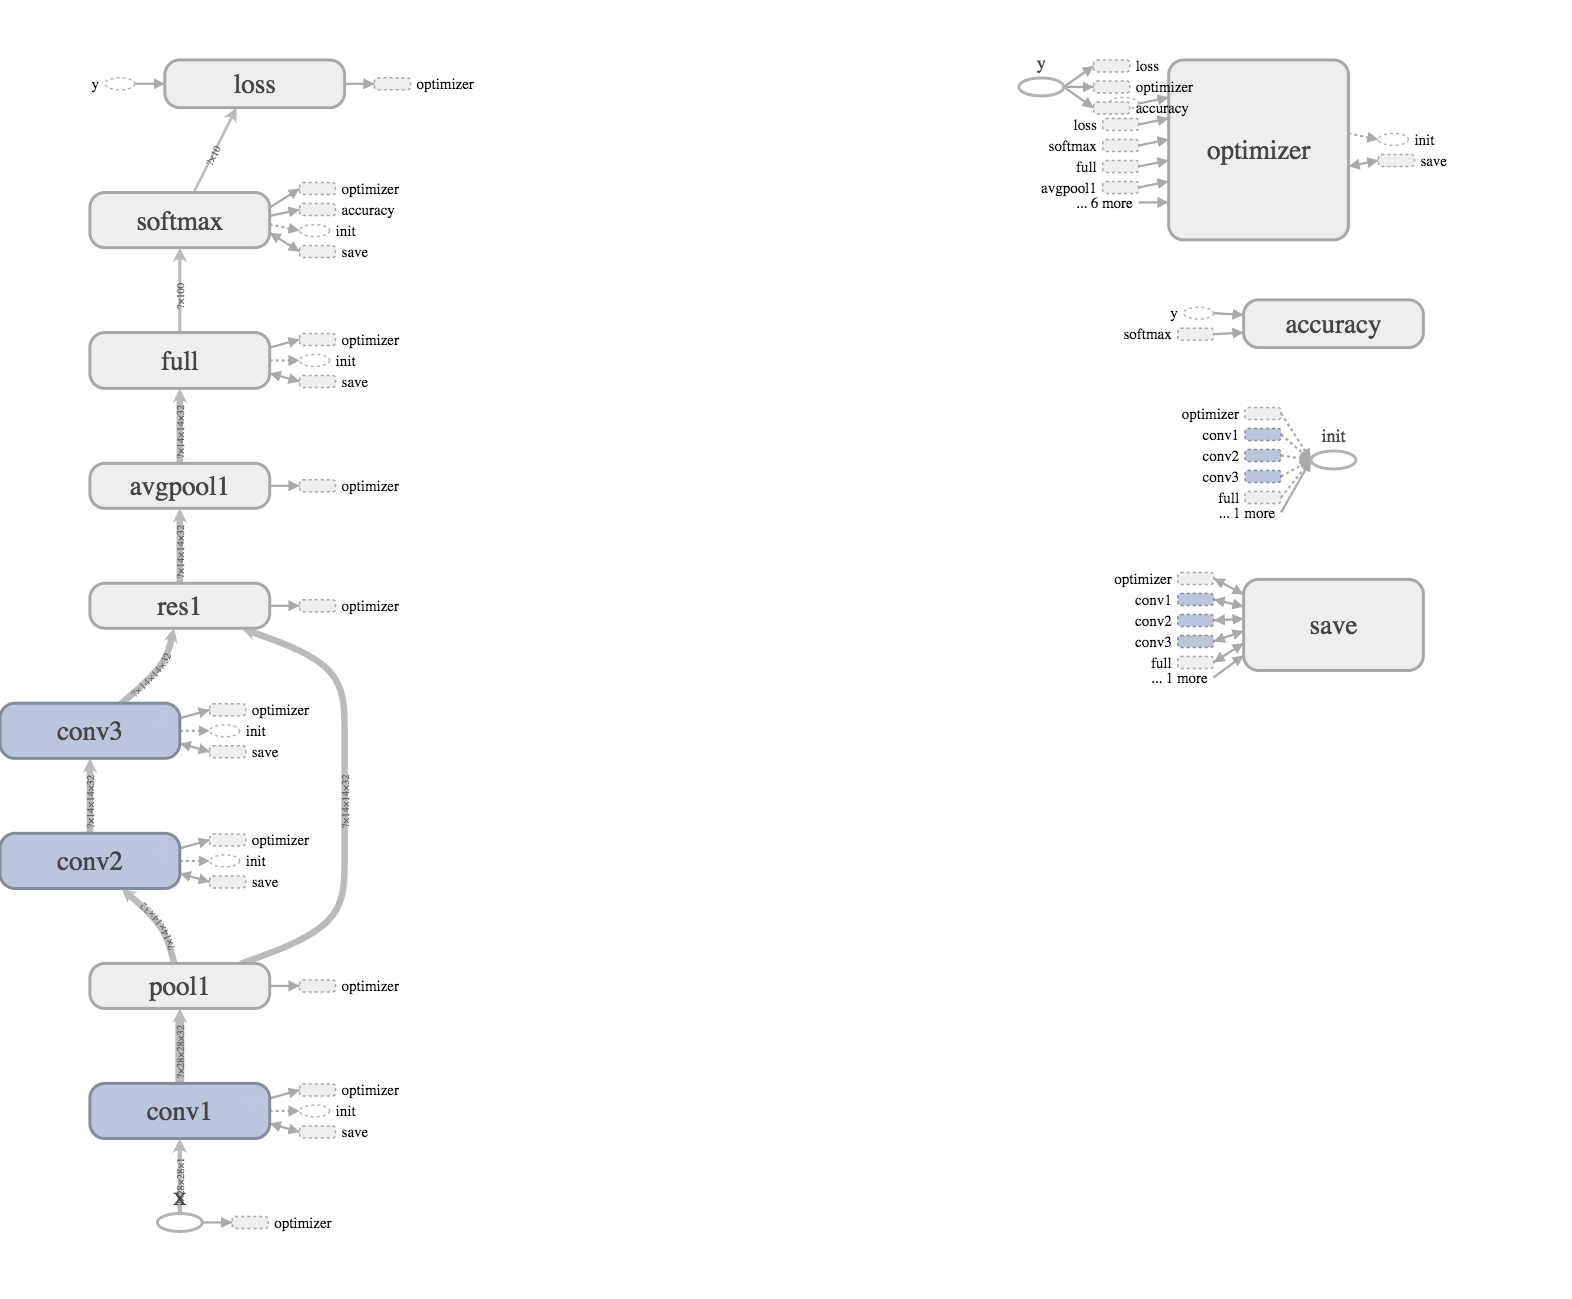 y
loss
optimizer
?x10
softmax
optimizer
accuracy
init
save
?x100
full
optimizer
init
save
?x14x14x32
avgpool1
optimizer
?x14x14x32
res1
optimizer
?x14x14x32
conv3
optimizer
init
save
?x14x14x32
?x14x14x32
conv2
optimizer
init
save
?x14x14x32
pool1
optimizer
?x28x28x32
conv1
optimizer
init
save
?x28x28x1
X
optimizer
y
loss
optimizer
accuracy
loss
softmax
full
avgpool1
... 6 more
optimizer
init
save
y
softmax
accuracy
optimizer
conv1
conv2
conv3
full
... 1 more
init
optimizer
conv1
conv2
conv3
full
... 1 more
save